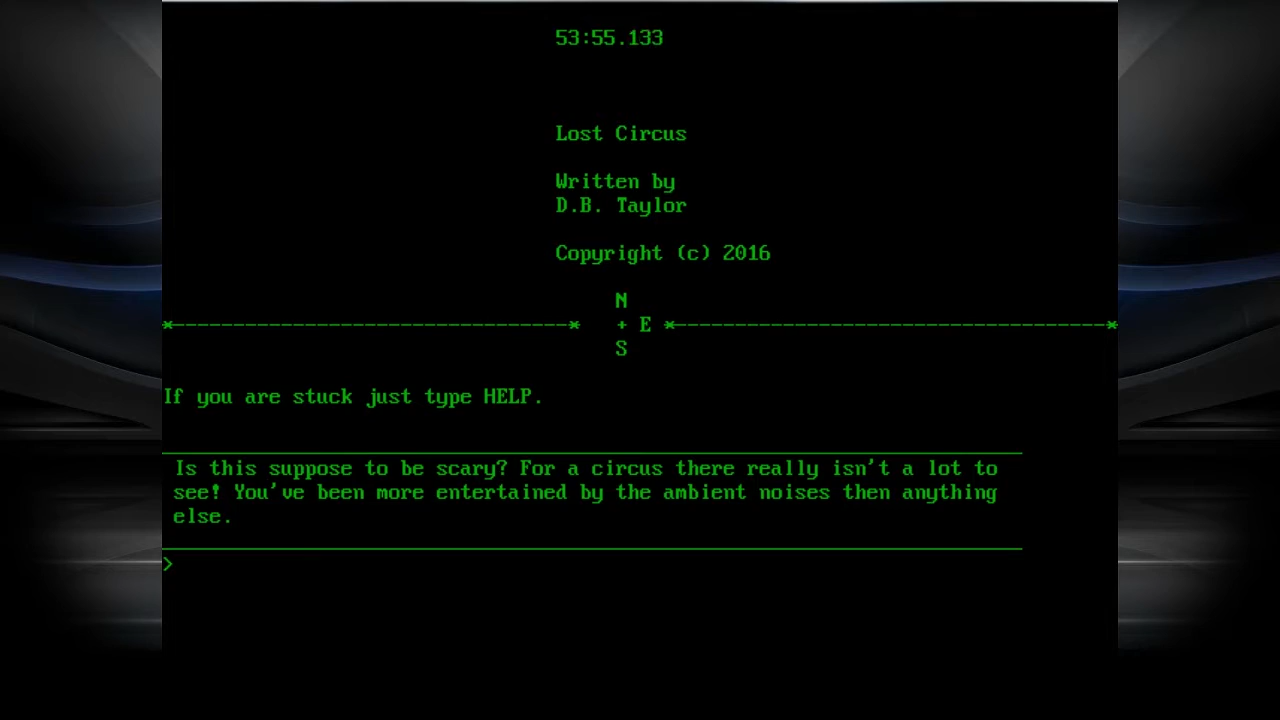 53:55.133
Lost Circus
Written by
D.B. Taylor
Copyright (c) 2016
N
*----------------------------------* + E *-------------------------------------*
S
If you are stuck just type HELP.
Is this suppose to be scary? For a circus there really isn't a lot to
see! You've been more entertained by the ambient noises then anything
else.
>